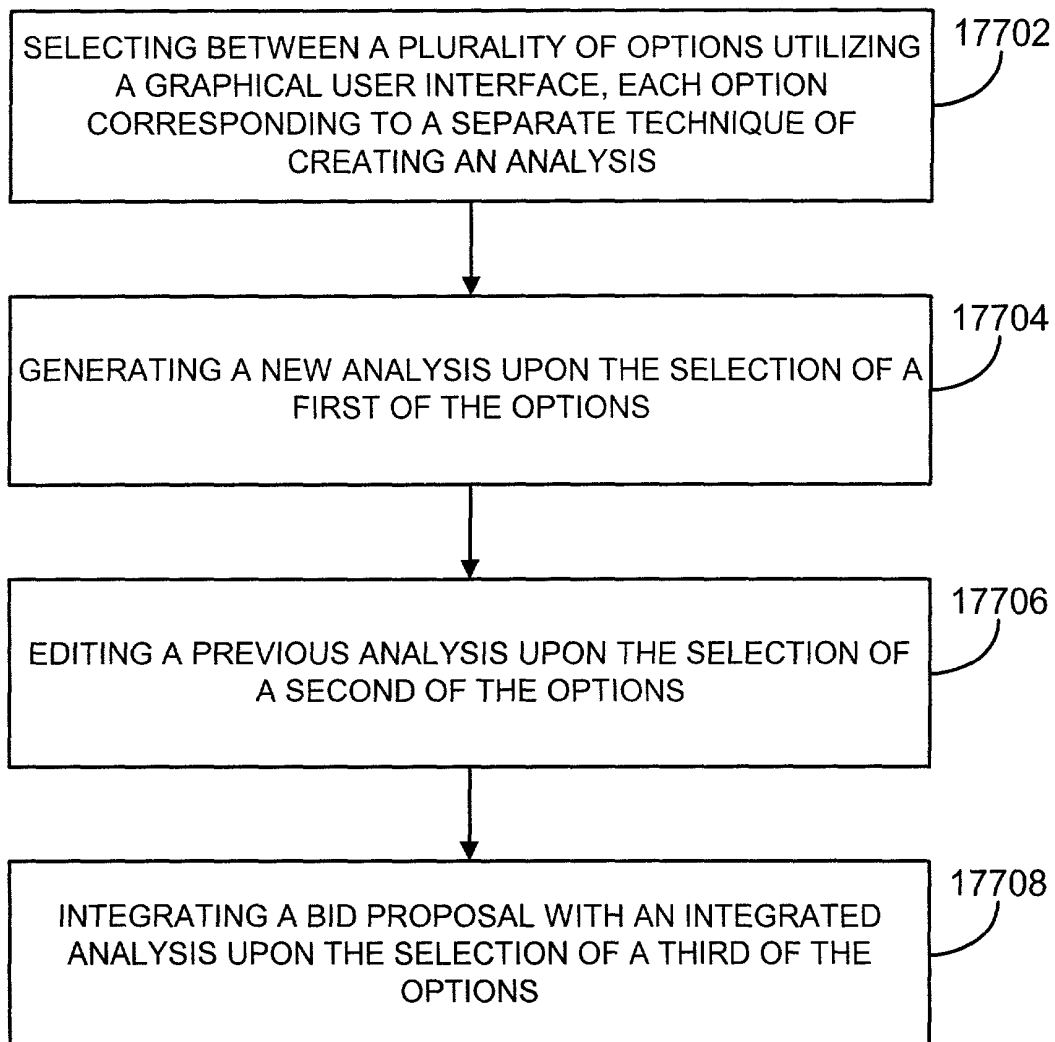 SELECTING BETWEEN A PLURALITY OF OPTIONS UTILIZING
A GRAPHICAL USER INTERFACE, EACH OPTION
CORRESPONDING TO A SEPARATE TECHNIQUE OF
CREATING AN ANALYSIS
17702
GENERATING A NEW ANALYSIS UPON THE SELECTION OF A
FIRST OF THE OPTIONS
17704
EDITING A PREVIOUS ANALYSIS UPON THE SELECTION OF
A SECOND OF THE OPTIONS
17706
INTEGRATING A BID PROPOSAL WITH AN INTEGRATED
ANALYSIS UPON THE SELECTION OF A THIRD OF THE
OPTIONS
17708